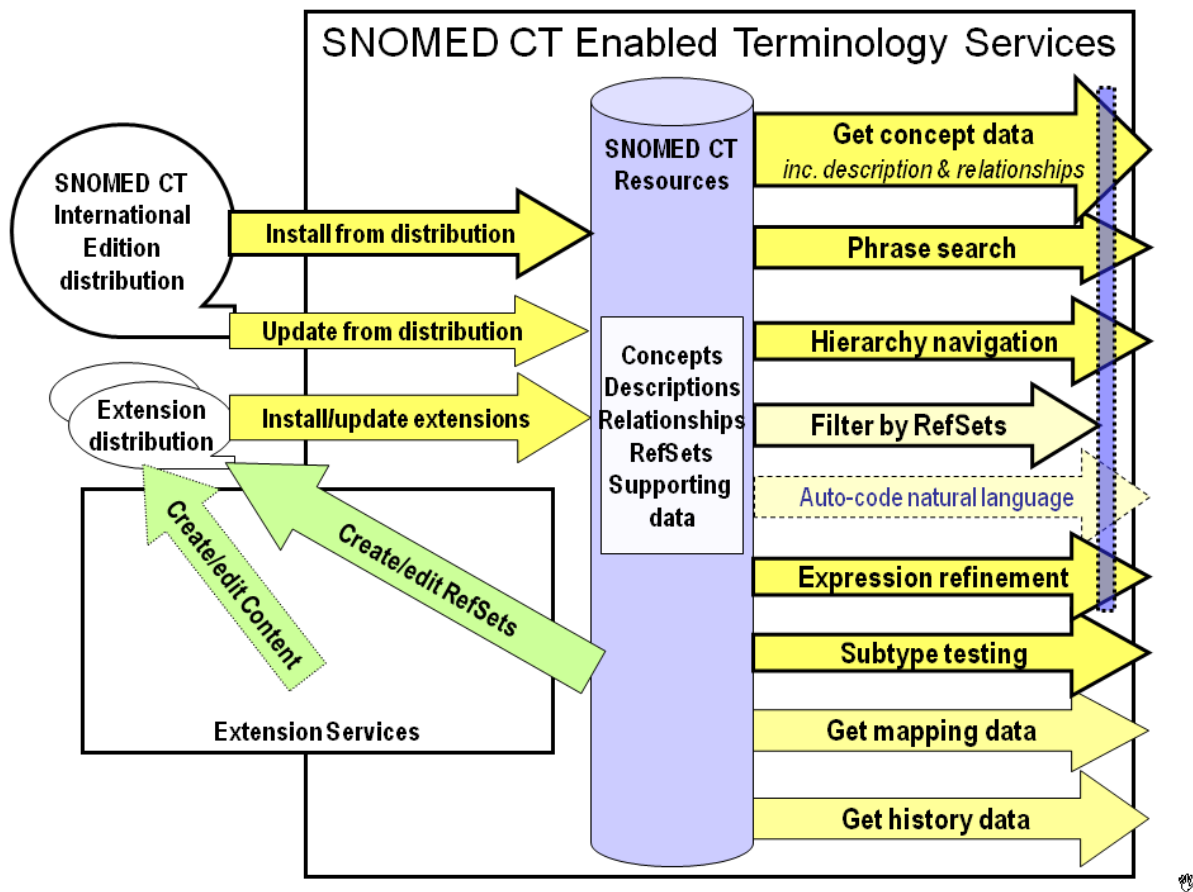 SNOMED CT Enabled Terminology Services
SNOMED CT
International
Edition
distribution
Install from distribution
Update from distribution
Extension
distribution
Install/update extensions
Create/edit Content
Create/edit RefSets
Extension Services
SNOMED CT
Resources
Concepts
Descriptions
Relationships
RefSets
Supporting
data
Get concept data
inc. description & relationships
Phrase search
Hierarchy navigation
Filter by RefSets
Auto-code natural language
Expression refinement
Subtype testing
Get mapping data
Get history data